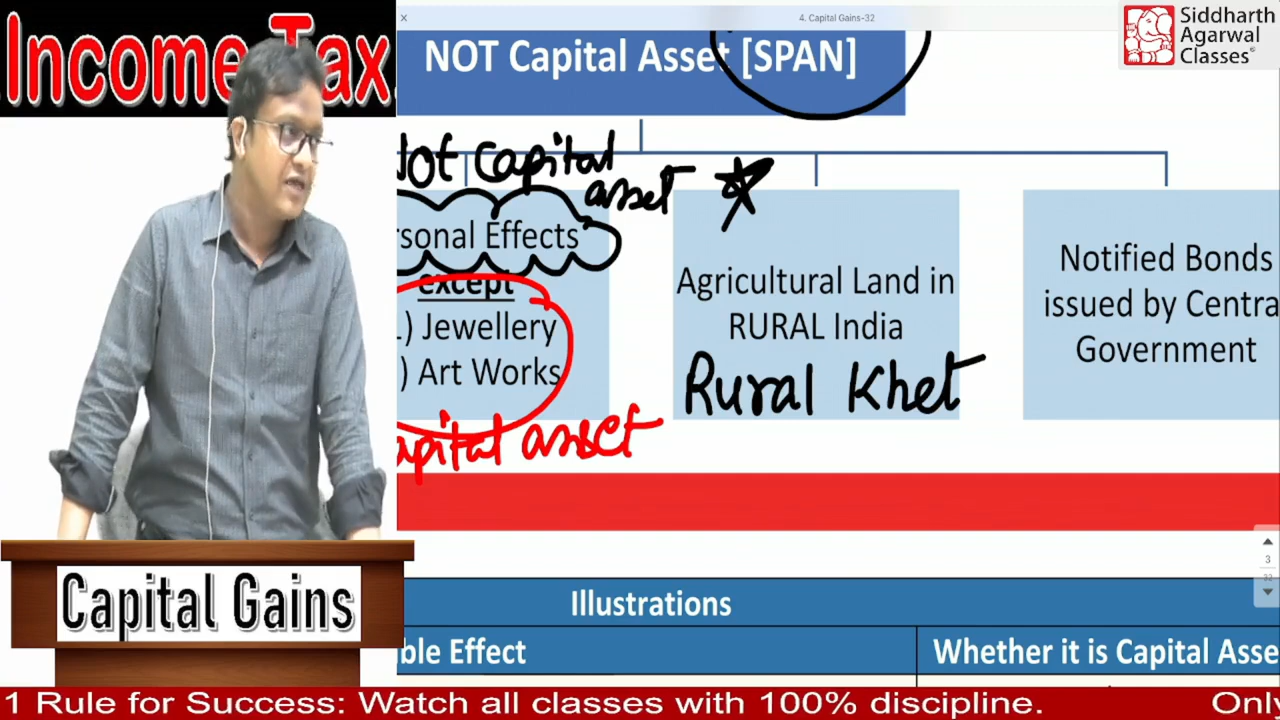 Income Tax
4. Capital Gains-32
Siddharth
Agarwal
Classes
NOT Capital Asset [SPAN]
Not Capital
asset
rsonal Effects
except
) Jewellery
) Art Works
apital asset
Agricultural Land in
RURAL India
Rural Khet
Notified Bonds
issued by Centra
Government
3
32
Capital Gains
Illustrations
ble Effect
Whether it is Capital Asse
1 Rule for Success: Watch all classes with 100% discipline.
Onl